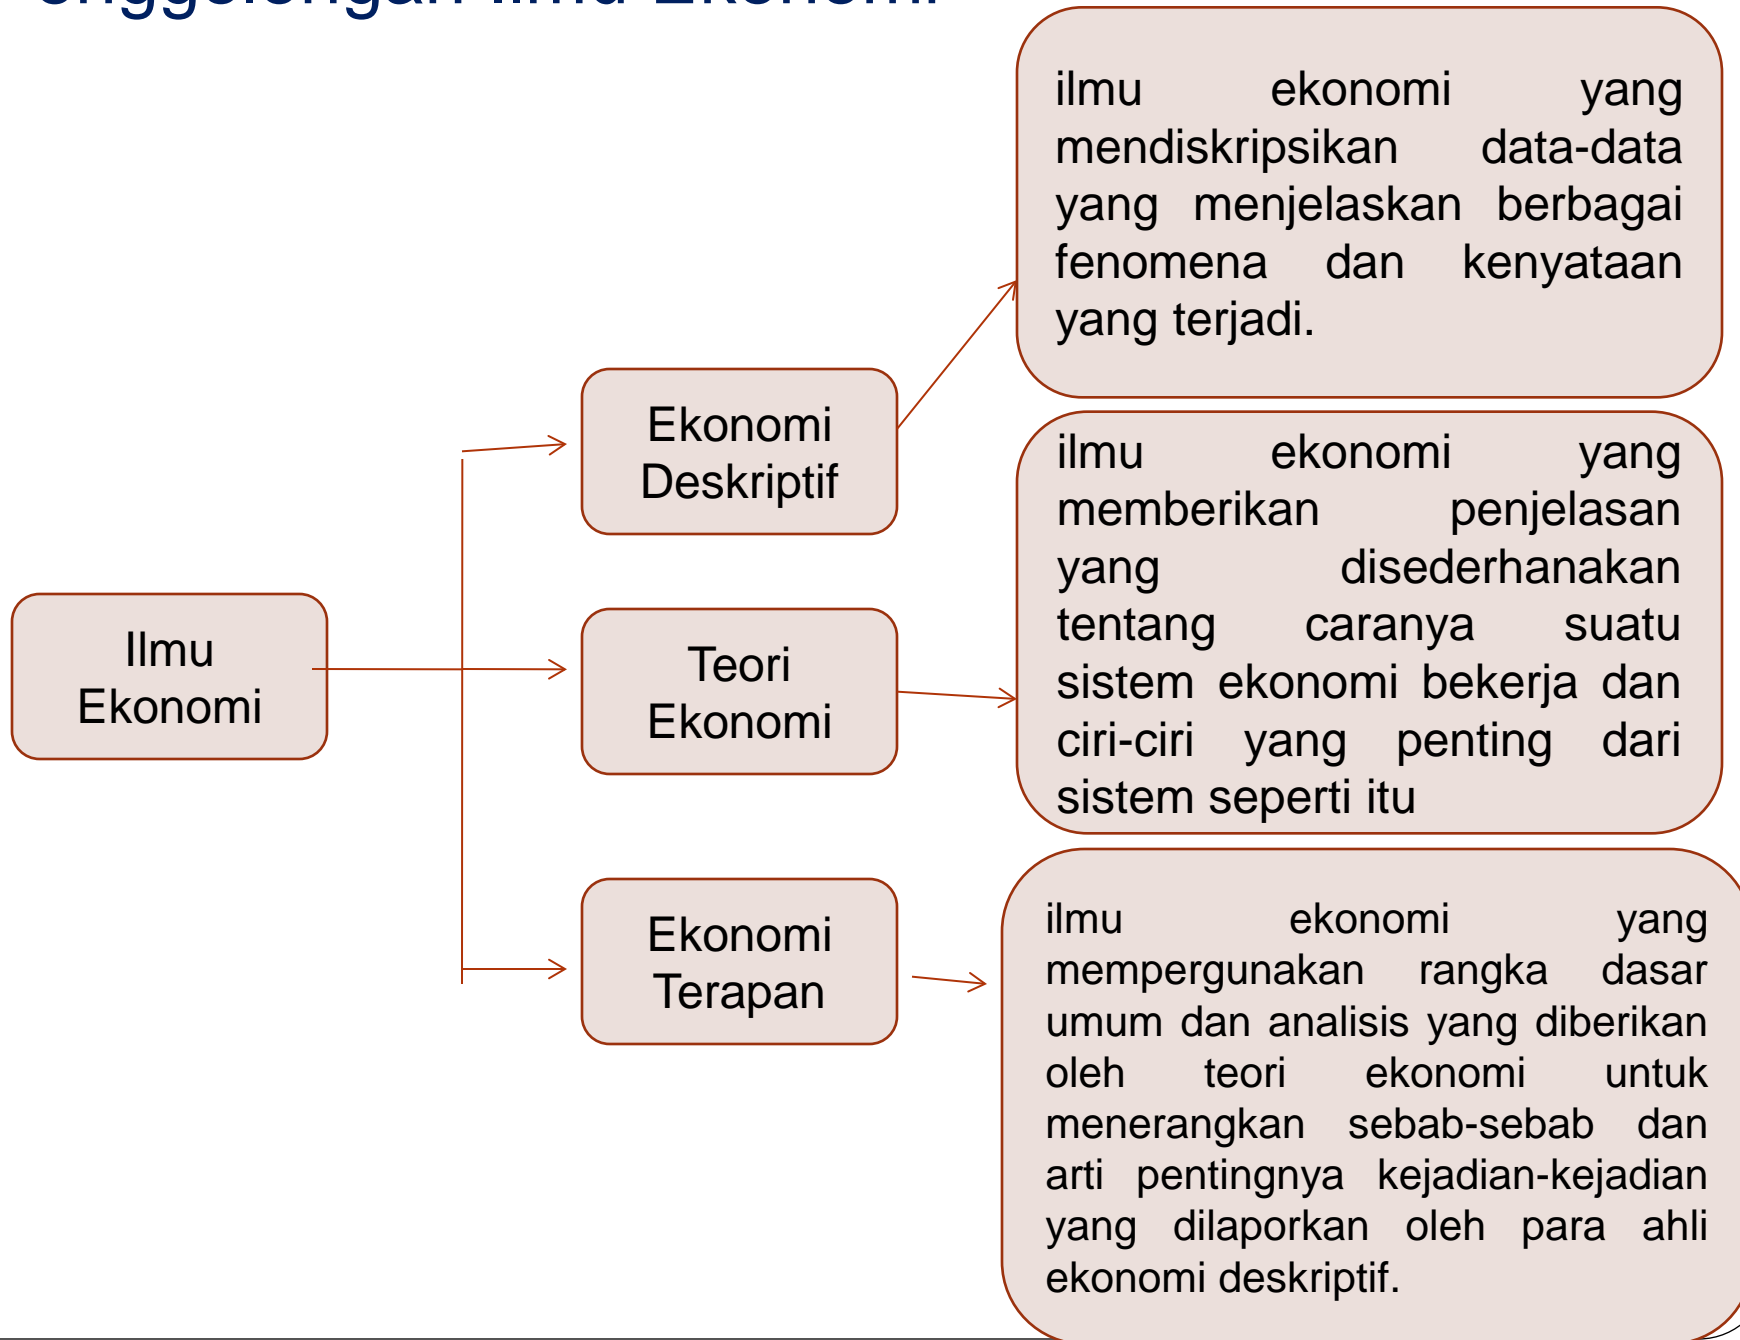 enggolongan Ilmu Ekonomi
ilmu ekonomi yang
mendiskripsikan data-data
yang menjelaskan berbagai
fenomena dan kenyataan
yang terjadi.
Ekonomi
Deskriptif
ilmu ekonomi yang
memberikan penjelasan
yang disederhanakan
tentang caranya suatu
sistem ekonomi bekerja dan
ciri-ciri yang penting dari
sistem seperti itu
Ilmu
Ekonomi
Teori
Ekonomi
Ekonomi
Terapan
ilmu ekonomi yang
mempergunakan rangka dasar
umum dan analisis yang diberikan
oleh teori ekonomi untuk
menerangkan sebab-sebab dan
arti pentingnya kejadian-kejadian
yang dilaporkan oleh para ahli
ekonomi deskriptif.